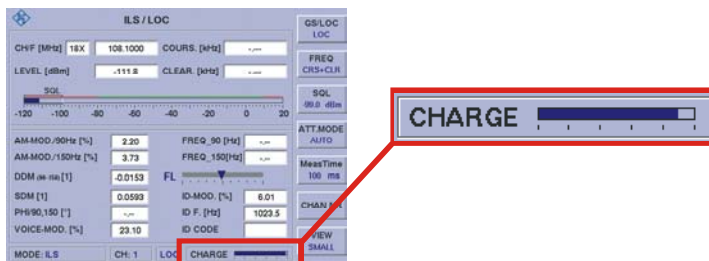 ILS / LOC
GS/LOC
LOC
CH/F [MHz] 18X 108.1000 COURS. [kHz] -,---
FREQ
CRS+CLR
LEVEL [dBm] -111.8 CLEAR. [kHz] -,---
SQL
SQL
-99.0 dBm
-120 -100 -80 -60 -40 -20 0 20
ATT.MODE
AUTO
AM-MOD./90Hz [%] 2.20 FREQ_90 [Hz] -,--
AM-MOD./150Hz [%] 3.73 FREQ_150[Hz] -,--
MeasTime
100 ms
DDM (90-150) [1] -0.0153 FL
SDM [1] 0.0593 ID-MOD. [%] 6.01
PHI/90,150 [°] -,-- ID F. [Hz] 1023.5
VOICE-MOD. [%] 23.10 ID CODE
VIEW
SMALL
MODE: ILS CH: 1 LOC CHARGE
CHARGE